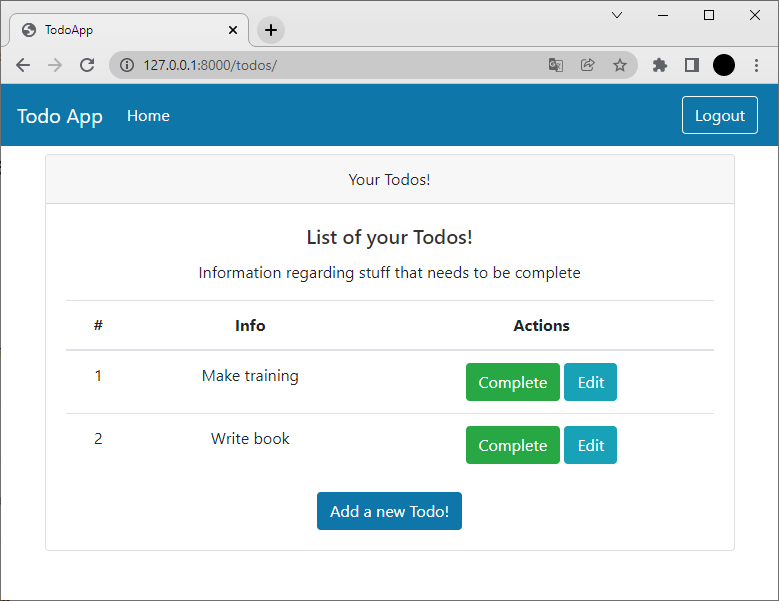 TodoApp
127.0.0.1:8000/todos/
Todo App Home Logout
Your Todos!
List of your Todos!
Information regarding stuff that needs to be complete
# Info Actions
1 Make training Complete Edit
2 Write book Complete Edit
Add a new Todo!